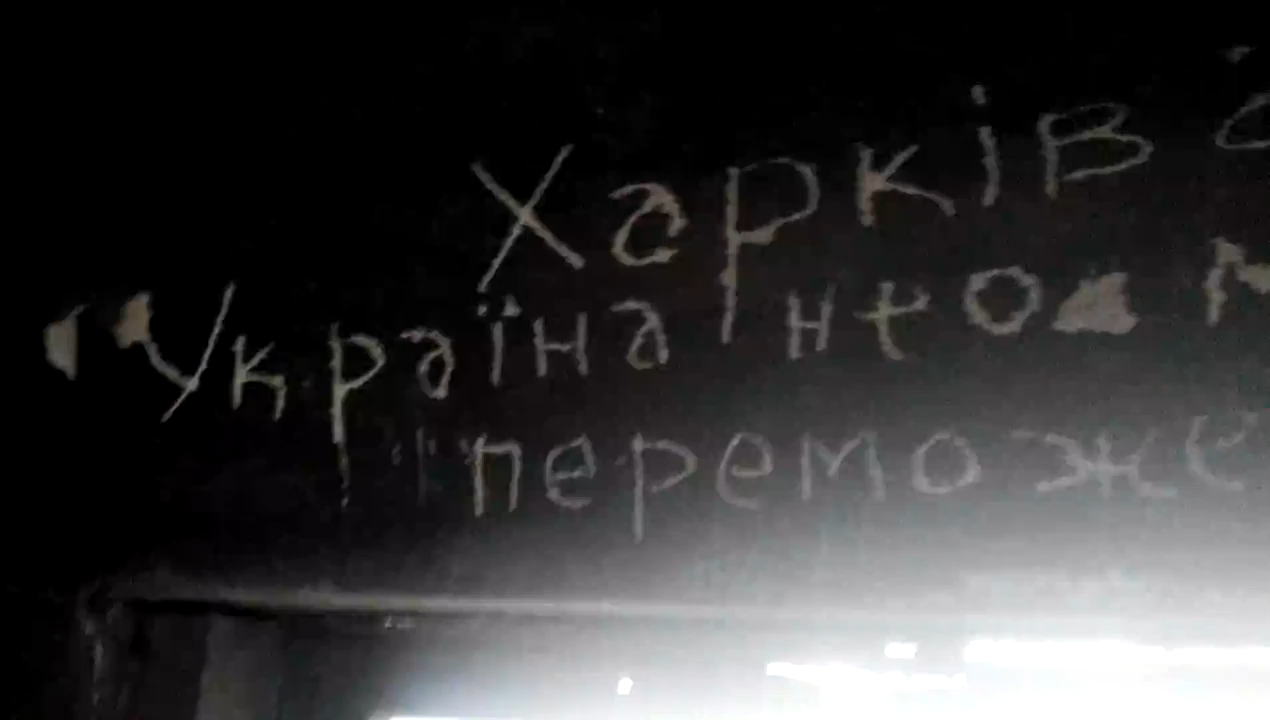 Харків
Україна
переможе